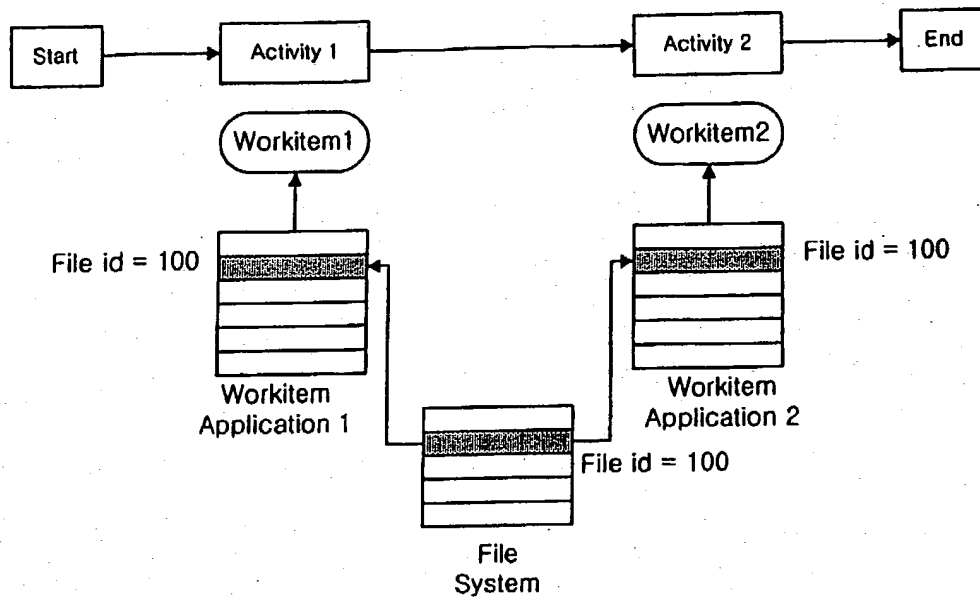 Start
Activity 1
Activity 2
End
Workitem1
Workitem2
File id = 100
File id = 100
Workitem
Application 1
Workitem
Application 2
File id = 100
File
System